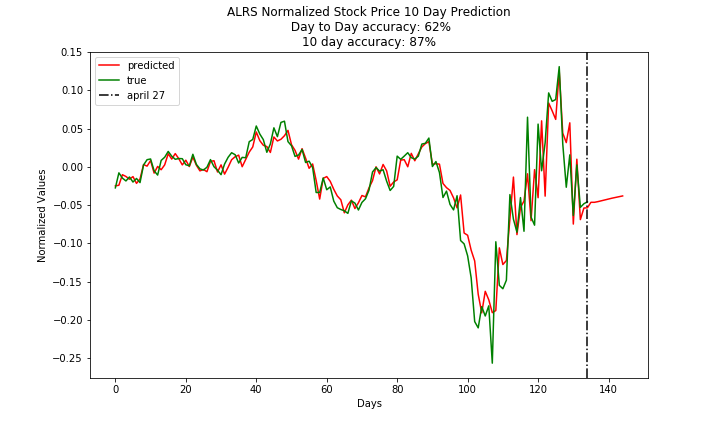 ALRS Normalized Stock Price 10 Day Prediction
Day to Day accuracy: 62%
10 day accuracy: 87%
predicted
true
april 27
Normalized Values
0.15
0.10
0.05
0.00
−0.05
−0.10
−0.15
−0.20
−0.25
0 20 40 60 80 100 120 140
Days